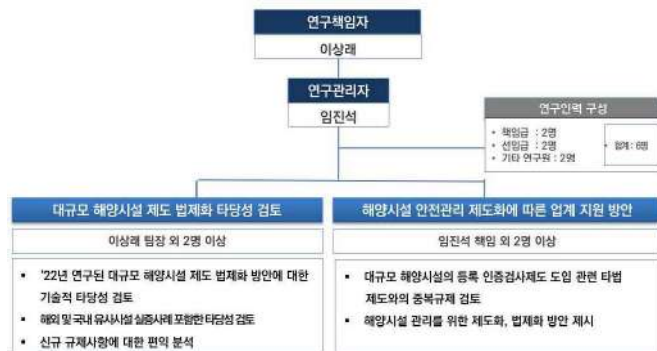 연구책임자
이상래
연구관리자
임진석
연구인력 구성
• 책임급 : 2명
• 선임급 : 2명
• 기타 연구원 : 2명
• 합계 : 6명
대규모 해양시설 제도 법제화 타당성 검토
이상래 팀장 외 2명 이상
▪ '22년 연구된 대규모 해양시설 제도 법제화 방안에 대한
기술적 타당성 검토
▪ 해외 및 국내 유사시설 실증사례 포함한 타당성 검토
▪ 신규 규제사항에 대한 편익 분석
해양시설 안전관리 제도화에 따른 업계 지원 방안
임진석 책임 외 2명 이상
▪ 대규모 해양시설의 등록 인증검사제도 도입 관련 타법
제도와의 중복규제 검토
▪ 해양시설 관리를 위한 제도화, 법제화 방안 제시